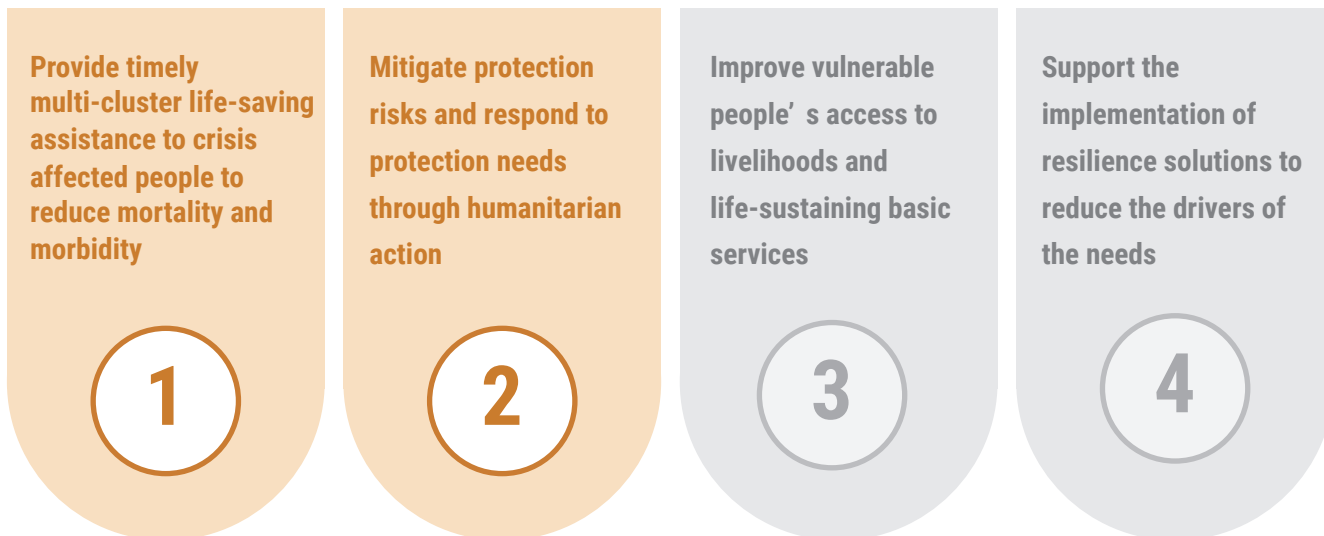 Provide timely
multi-cluster life-saving
assistance to crisis
affected people to
reduce mortality and
morbidity
1
Mitigate protection
risks and respond to
protection needs
through humanitarian
action
2
Improve vulnerable
people’ s access to
livelihoods and
life-sustaining basic
services
3
Support the
implementation of
resilience solutions to
reduce the drivers of
the needs
4